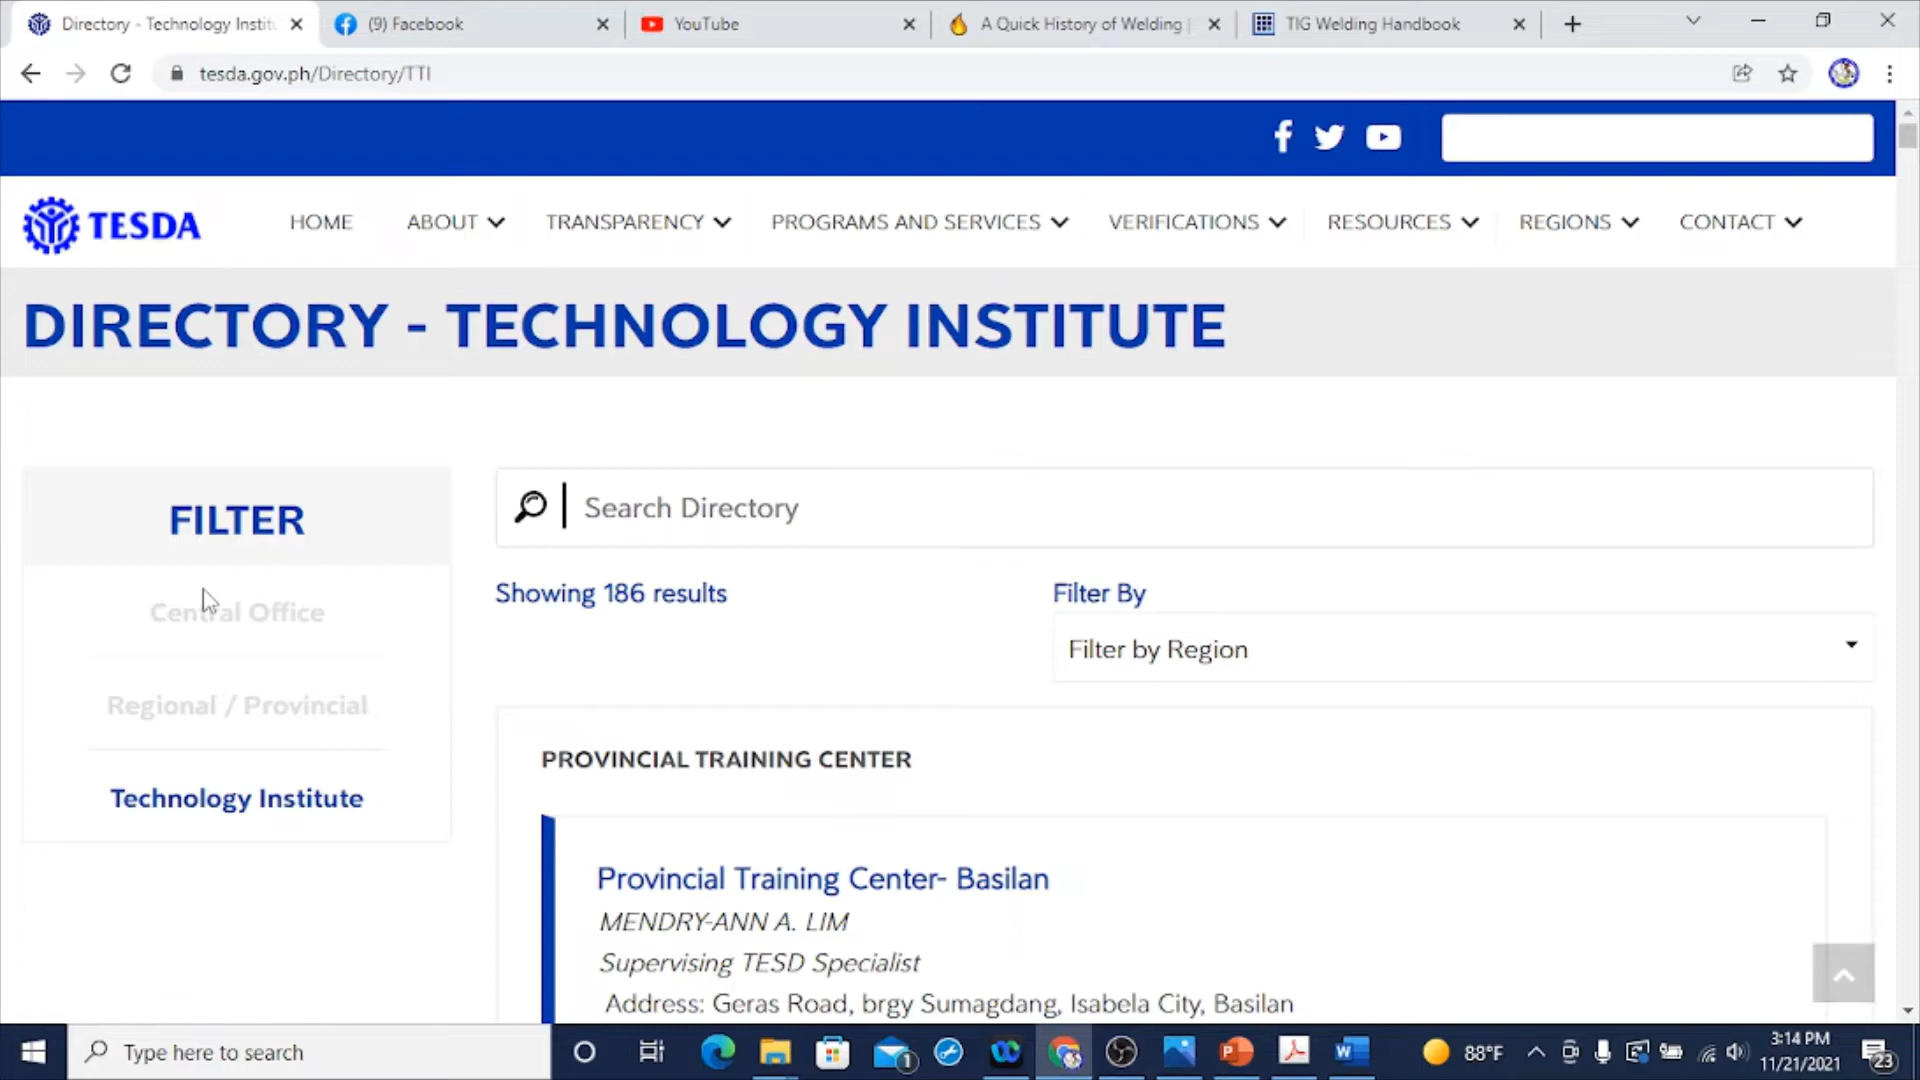 Directory - Technology Instit
(9) Facebook
YouTube
A Quick History of Welding
TIG Welding Handbook
tesda.gov.ph/Directory/TTI
TESDA
HOME
ABOUT
TRANSPARENCY
PROGRAMS AND SERVICES
VERIFICATIONS
RESOURCES
REGIONS
CONTACT
DIRECTORY - TECHNOLOGY INSTITUTE
FILTER
Central Office
Regional / Provincial
Technology Institute
Search Directory
Showing 186 results
Filter By
Filter by Region
PROVINCIAL TRAINING CENTER
Provincial Training Center- Basilan
MENDRY-ANN A. LIM
Supervising TESD Specialist
Address: Geras Road, brgy Sumagdang, Isabela City, Basilan
Type here to search
1
88°F
3:14 PM
11/21/2021
23